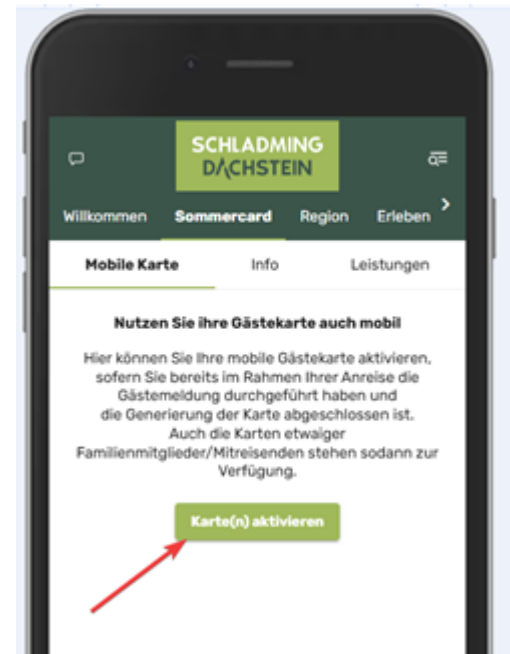 SCHLADMING
DACHSTEIN
Willkommen Sommercard Region Erleben
Mobile Karte Info Leistungen
Nutzen Sie ihre Gästekarte auch mobil
Hier können Sie Ihre mobile Gästekarte aktivieren,
sofern Sie bereits im Rahmen Ihrer Anreise die
Gästemeldung durchgeführt haben und
die Generierung der Karte abgeschlossen ist.
Auch die Karten etwaiger
Familienmitglieder/Mitreisenden stehen sodann zur
Verfügung.
Karte(n) aktivieren